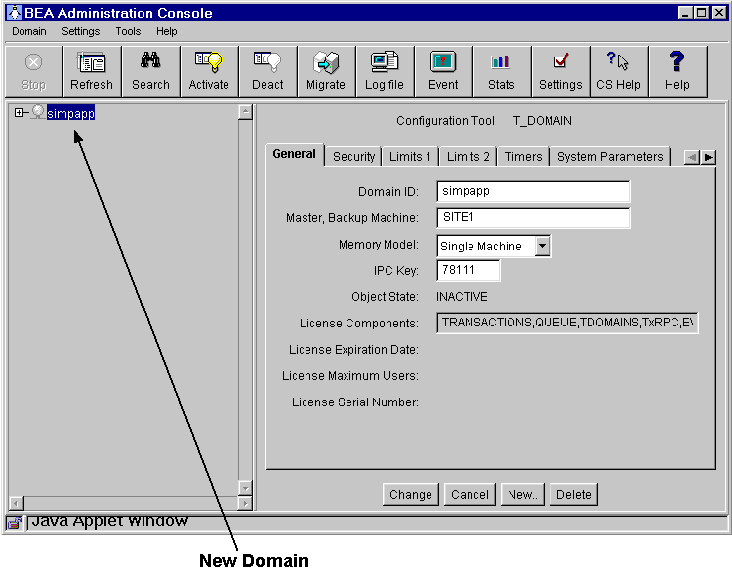 BEA Administration Console
Domain Settings Tools Help
Stop Refresh Search Activate Deact Migrate Logfile Event Stats Settings CS Help Help
simpapp
Configuration Tool T_DOMAIN
General Security Limits 1 Limits 2 Timers System Parameters
Domain ID: simpapp
Master, Backup Machine: SITE1
Memory Model: Single Machine
IPC Key: 78111
Object State: INACTIVE
License Components: TRANSACTIONS,QUEUE,TDOMAINS,TxRPC,EV
License Expiration Date:
License Maximum Users:
License Serial Number:
Change Cancel New.. Delete
Java Applet Window
New Domain